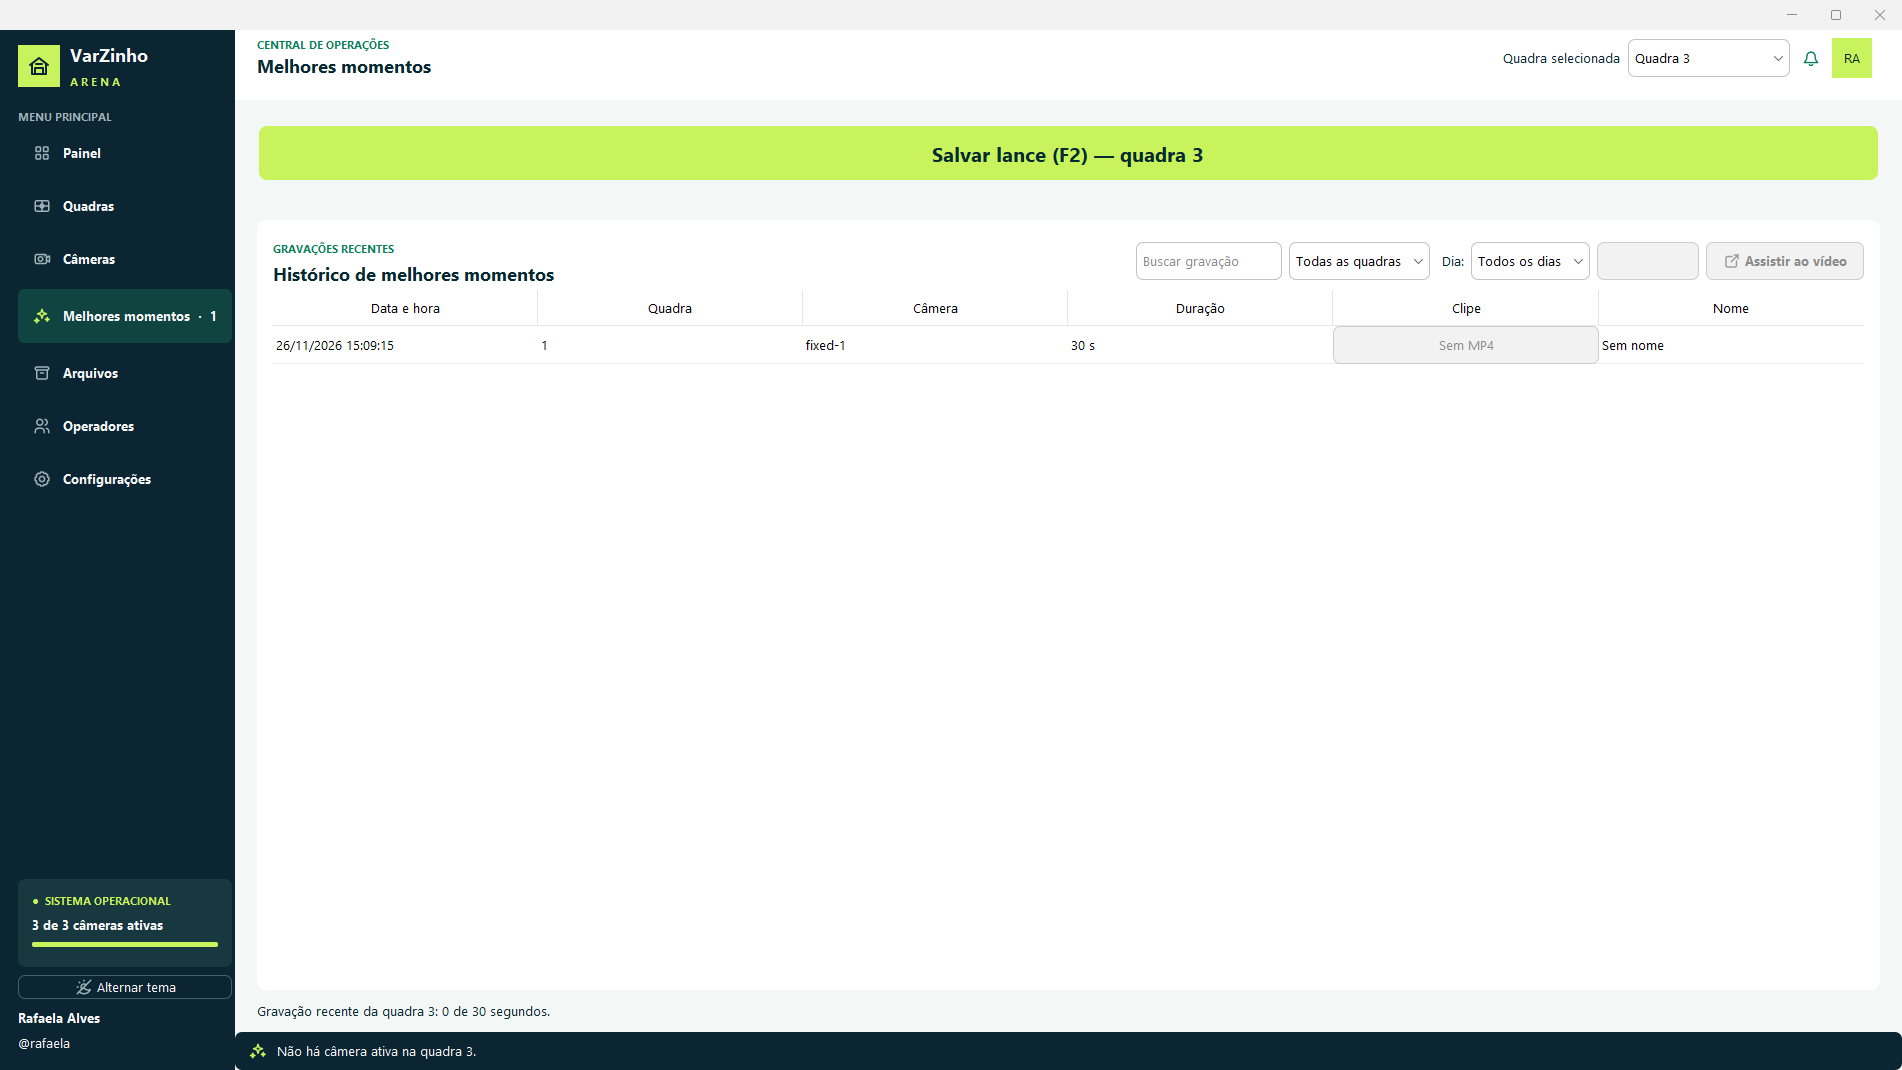 VarZinho
ARENA
MENU PRINCIPAL
Painel
Quadras
Câmeras
Melhores momentos · 1
Arquivos
Operadores
Configurações
• SISTEMA OPERACIONAL
3 de 3 câmeras ativas
Alternar tema
Rafaela Alves
@rafaela
CENTRAL DE OPERAÇÕES
Melhores momentos
Quadra selecionada
Quadra 3
RA
Salvar lance (F2) — quadra 3
GRAVAÇÕES RECENTES
Histórico de melhores momentos
Buscar gravação
Todas as quadras
Dia:
Todos os dias
Assistir ao vídeo
Data e hora Quadra Câmera Duração Clipe Nome
26/11/2026 15:09:15 1 fixed-1 30 s Sem MP4 Sem nome
Gravação recente da quadra 3: 0 de 30 segundos.
Não há câmera ativa na quadra 3.